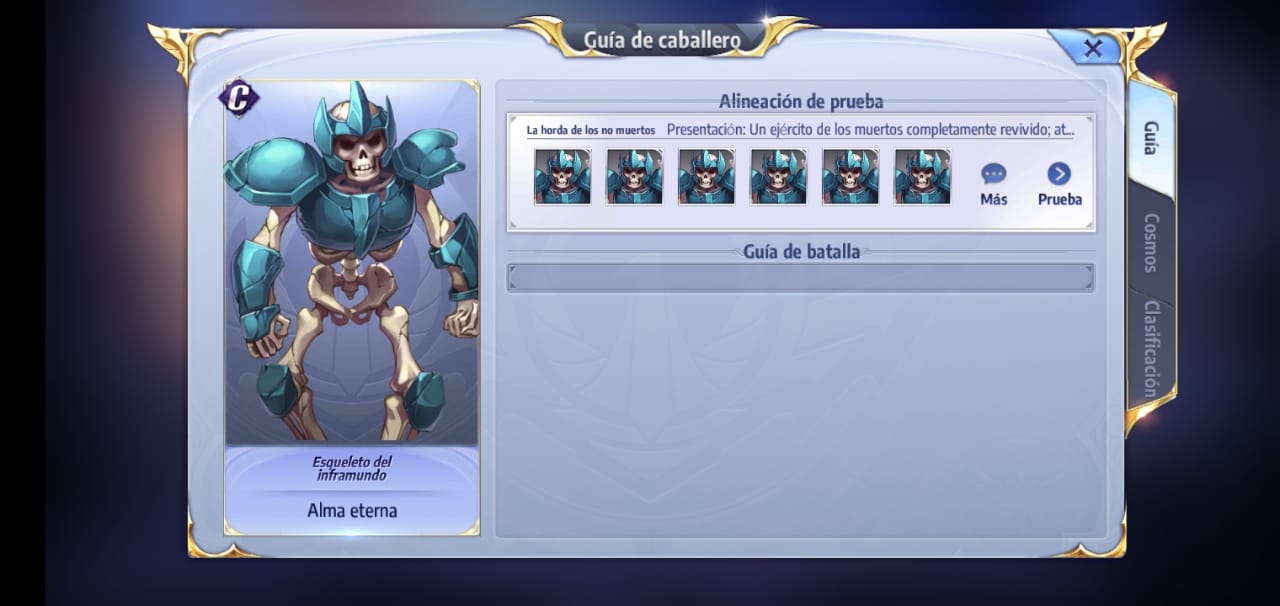 Guía de caballero
C
Alineación de prueba
La horda de los no muertos Presentación: Un ejército de los muertos completamente revivido; at...
Más
Prueba
Guía de batalla
Esqueleto del
inframundo
Alma eterna
Guía
Cosmos
Clasificación